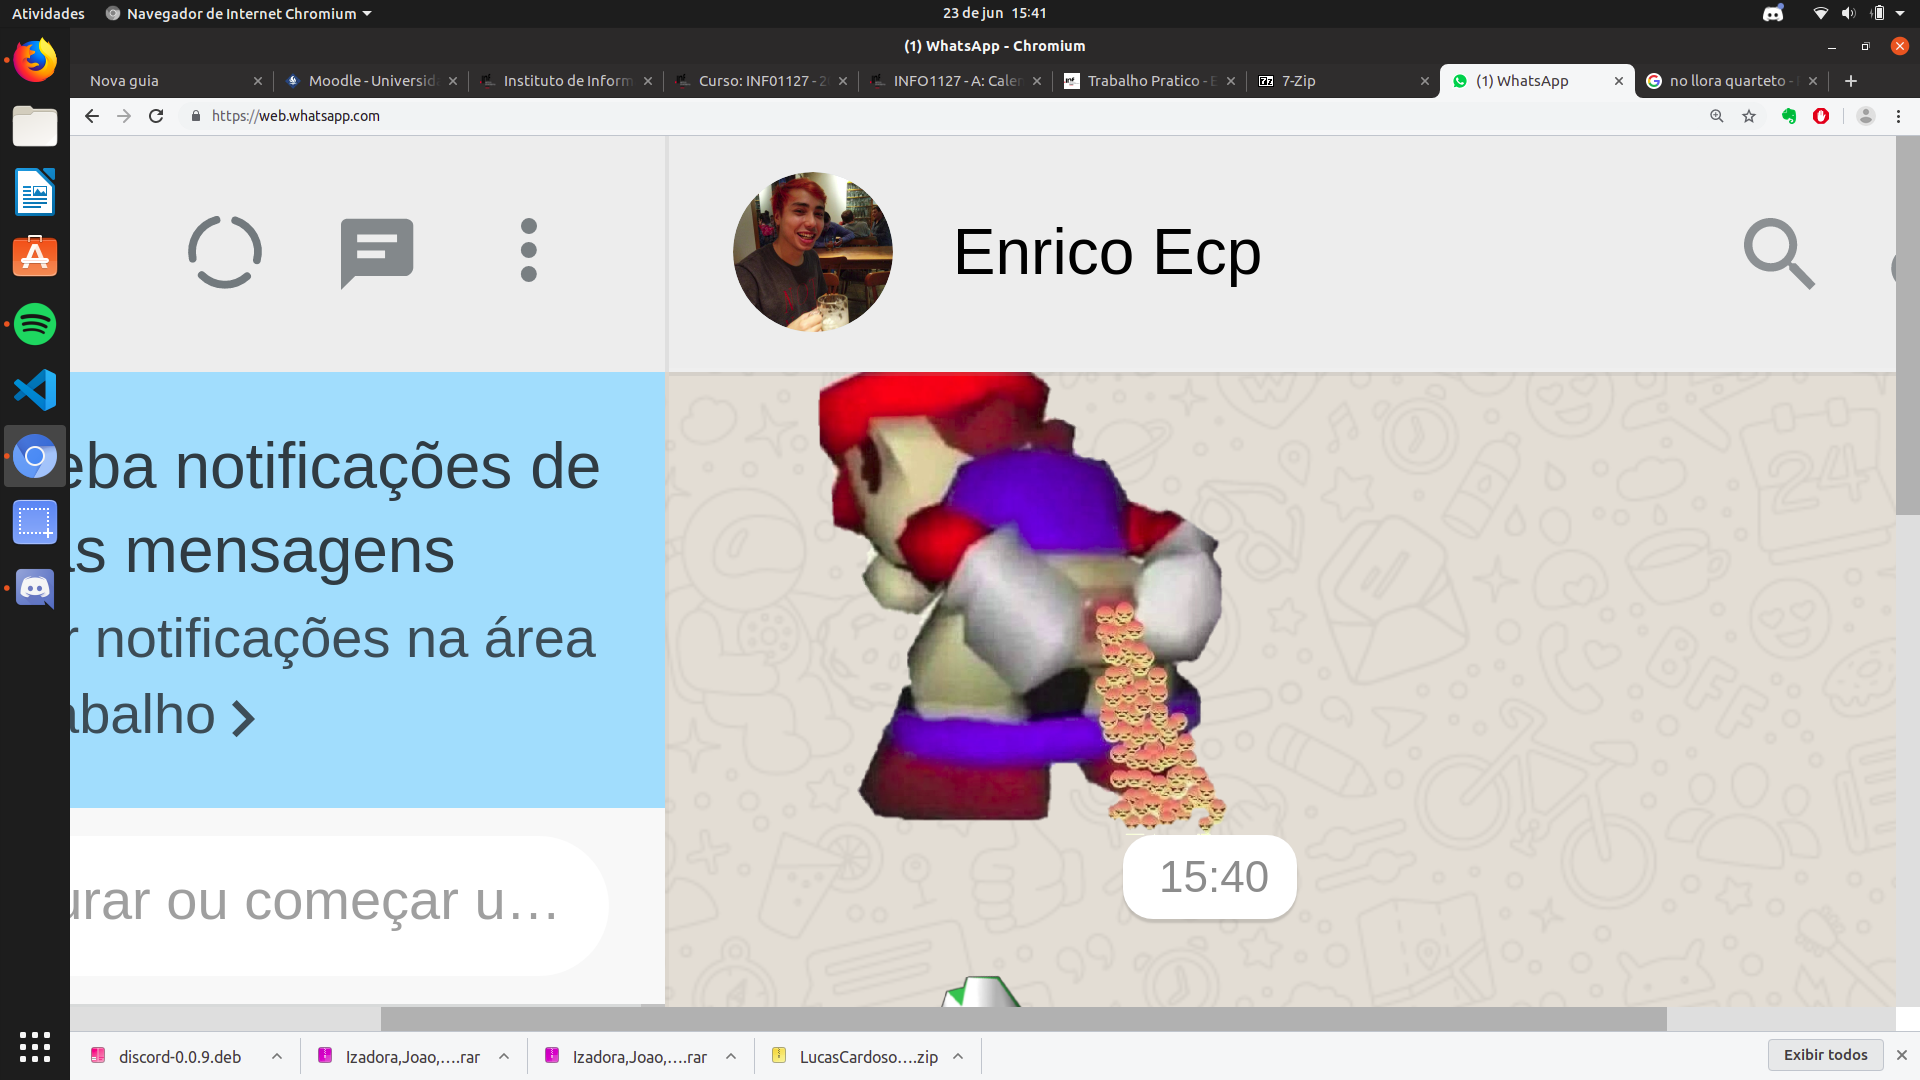 Atividades
Navegador de Internet Chromium
23 de jun 15:41
(1) WhatsApp - Chromium
Nova guia
Moodle - Universid
Instituto de Inform
Curso: INF01127 - 2
INFO1127 - A: Caler
Trabalho Pratico - E
7-Zip
(1) WhatsApp
no llora quarteto -
https://web.whatsapp.com
Enrico Ecp
eba notificações de
as mensagens
r notificações na área
abalho
urar ou começar u…
15:40
discord-0.0.9.deb
Izadora,Joao,….rar
Izadora,Joao,….rar
LucasCardoso….zip
Exibir todos